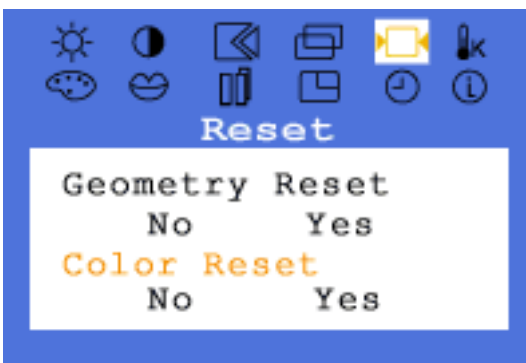 K
Reset
Geometry Reset
No Yes
Color Reset
No Yes